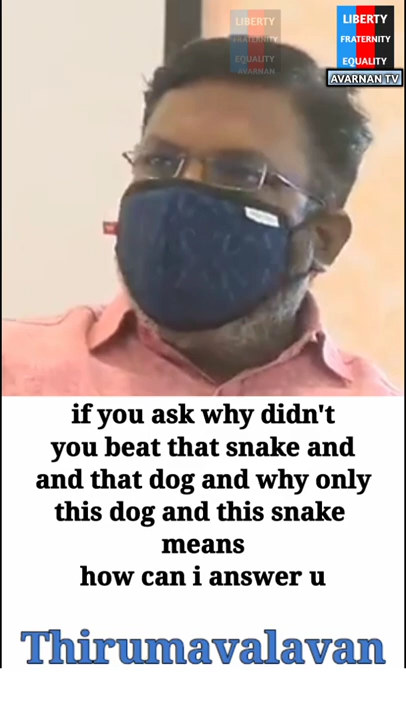 LIBERTY
FRATERNITY
EQUALITY
AVARNAN
LIBERTY
FRATERNITY
EQUALITY
AVARNAN TV
if you ask why didn't
you beat that snake and
and that dog and why only
this dog and this snake
means
how can i answer u
Thirumavalavan